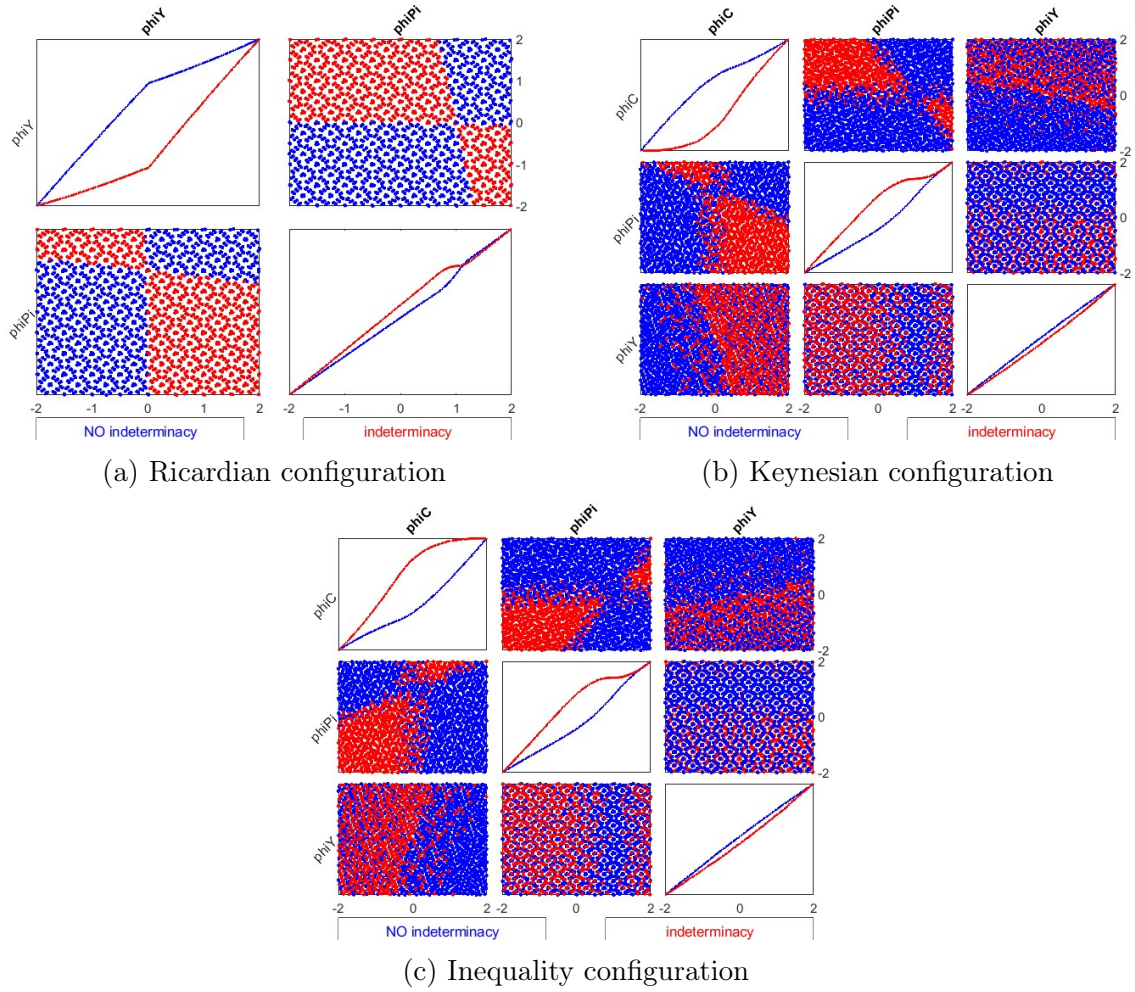 phiY phiPi
2
phiY
1
0
-1
-2
phiPi
-2 -1 0 1 2 -2 -1 0 1 2
NO indeterminacy indeterminacy
(a) Ricardian configuration
phiC phiPi phiY
2
phiC
0
-2
2
phiPi
0
-2
phiY
-2 0 2 -2 0 2 -2 0 2
NO indeterminacy indeterminacy
(b) Keynesian configuration
phiC phiPi phiY
2
phiC
0
-2
2
phiPi
0
-2
phiY
-2 0 2 -2 0 2 -2 0 2
NO indeterminacy indeterminacy
(c) Inequality configuration